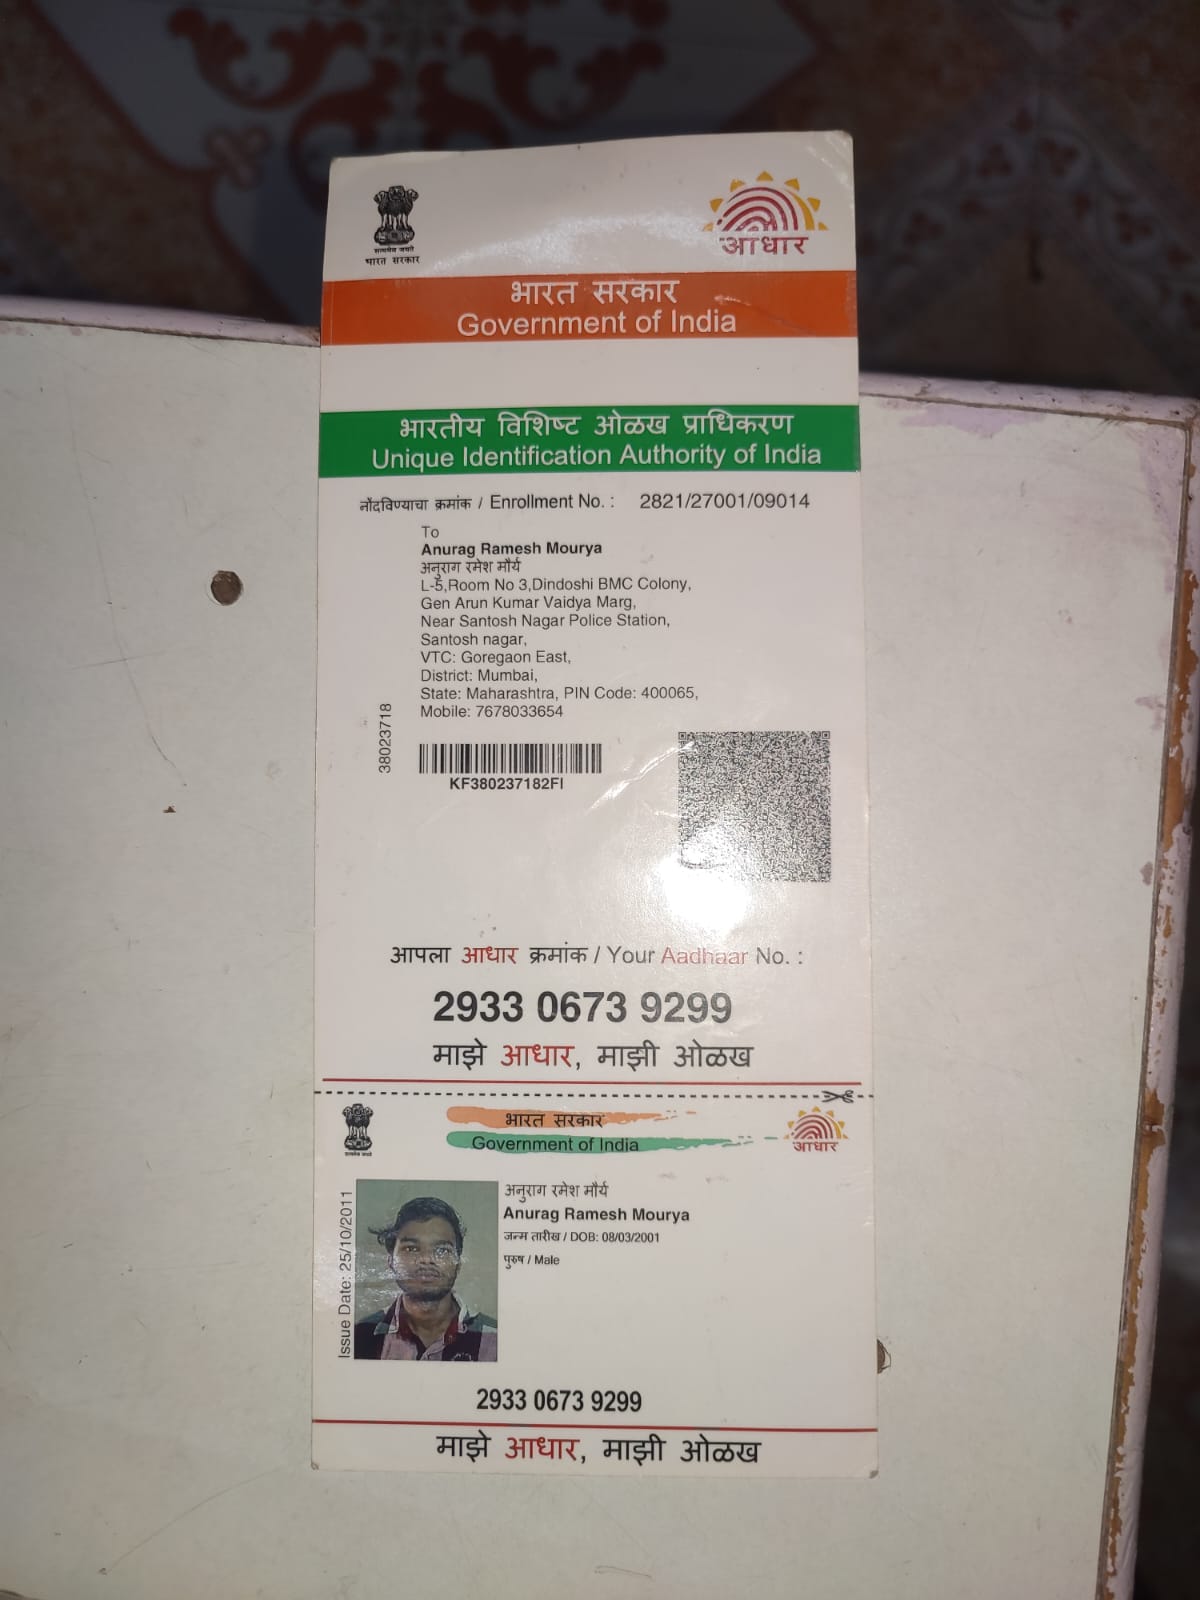 सत्यमेव जयते
भारत सरकार
आधार
भारत सरकार
Government of India
भारतीय विशिष्ट ओळख प्राधिकरण
Unique Identification Authority of India
नोंदविण्याचा क्रमांक / Enrollment No. : 2821/27001/09014
To
Anurag Ramesh Mourya
अनुराग रमेश मौर्य
L-5,Room No 3,Dindoshi BMC Colony,
Gen Arun Kumar Vaidya Marg,
Near Santosh Nagar Police Station,
Santosh nagar,
VTC: Goregaon East,
District: Mumbai,
State: Maharashtra, PIN Code: 400065,
Mobile: 7678033654
38023718
KF380237182FI
आपला आधार क्रमांक / Your Aadhaar No. :
2933 0673 9299
माझे आधार, माझी ओळख
भारत सरकार
Government of India
आधार
Issue Date: 25/10/2011
अनुराग रमेश मौर्य
Anurag Ramesh Mourya
जन्म तारीख / DOB: 08/03/2001
पुरुष / Male
2933 0673 9299
माझे आधार, माझी ओळख